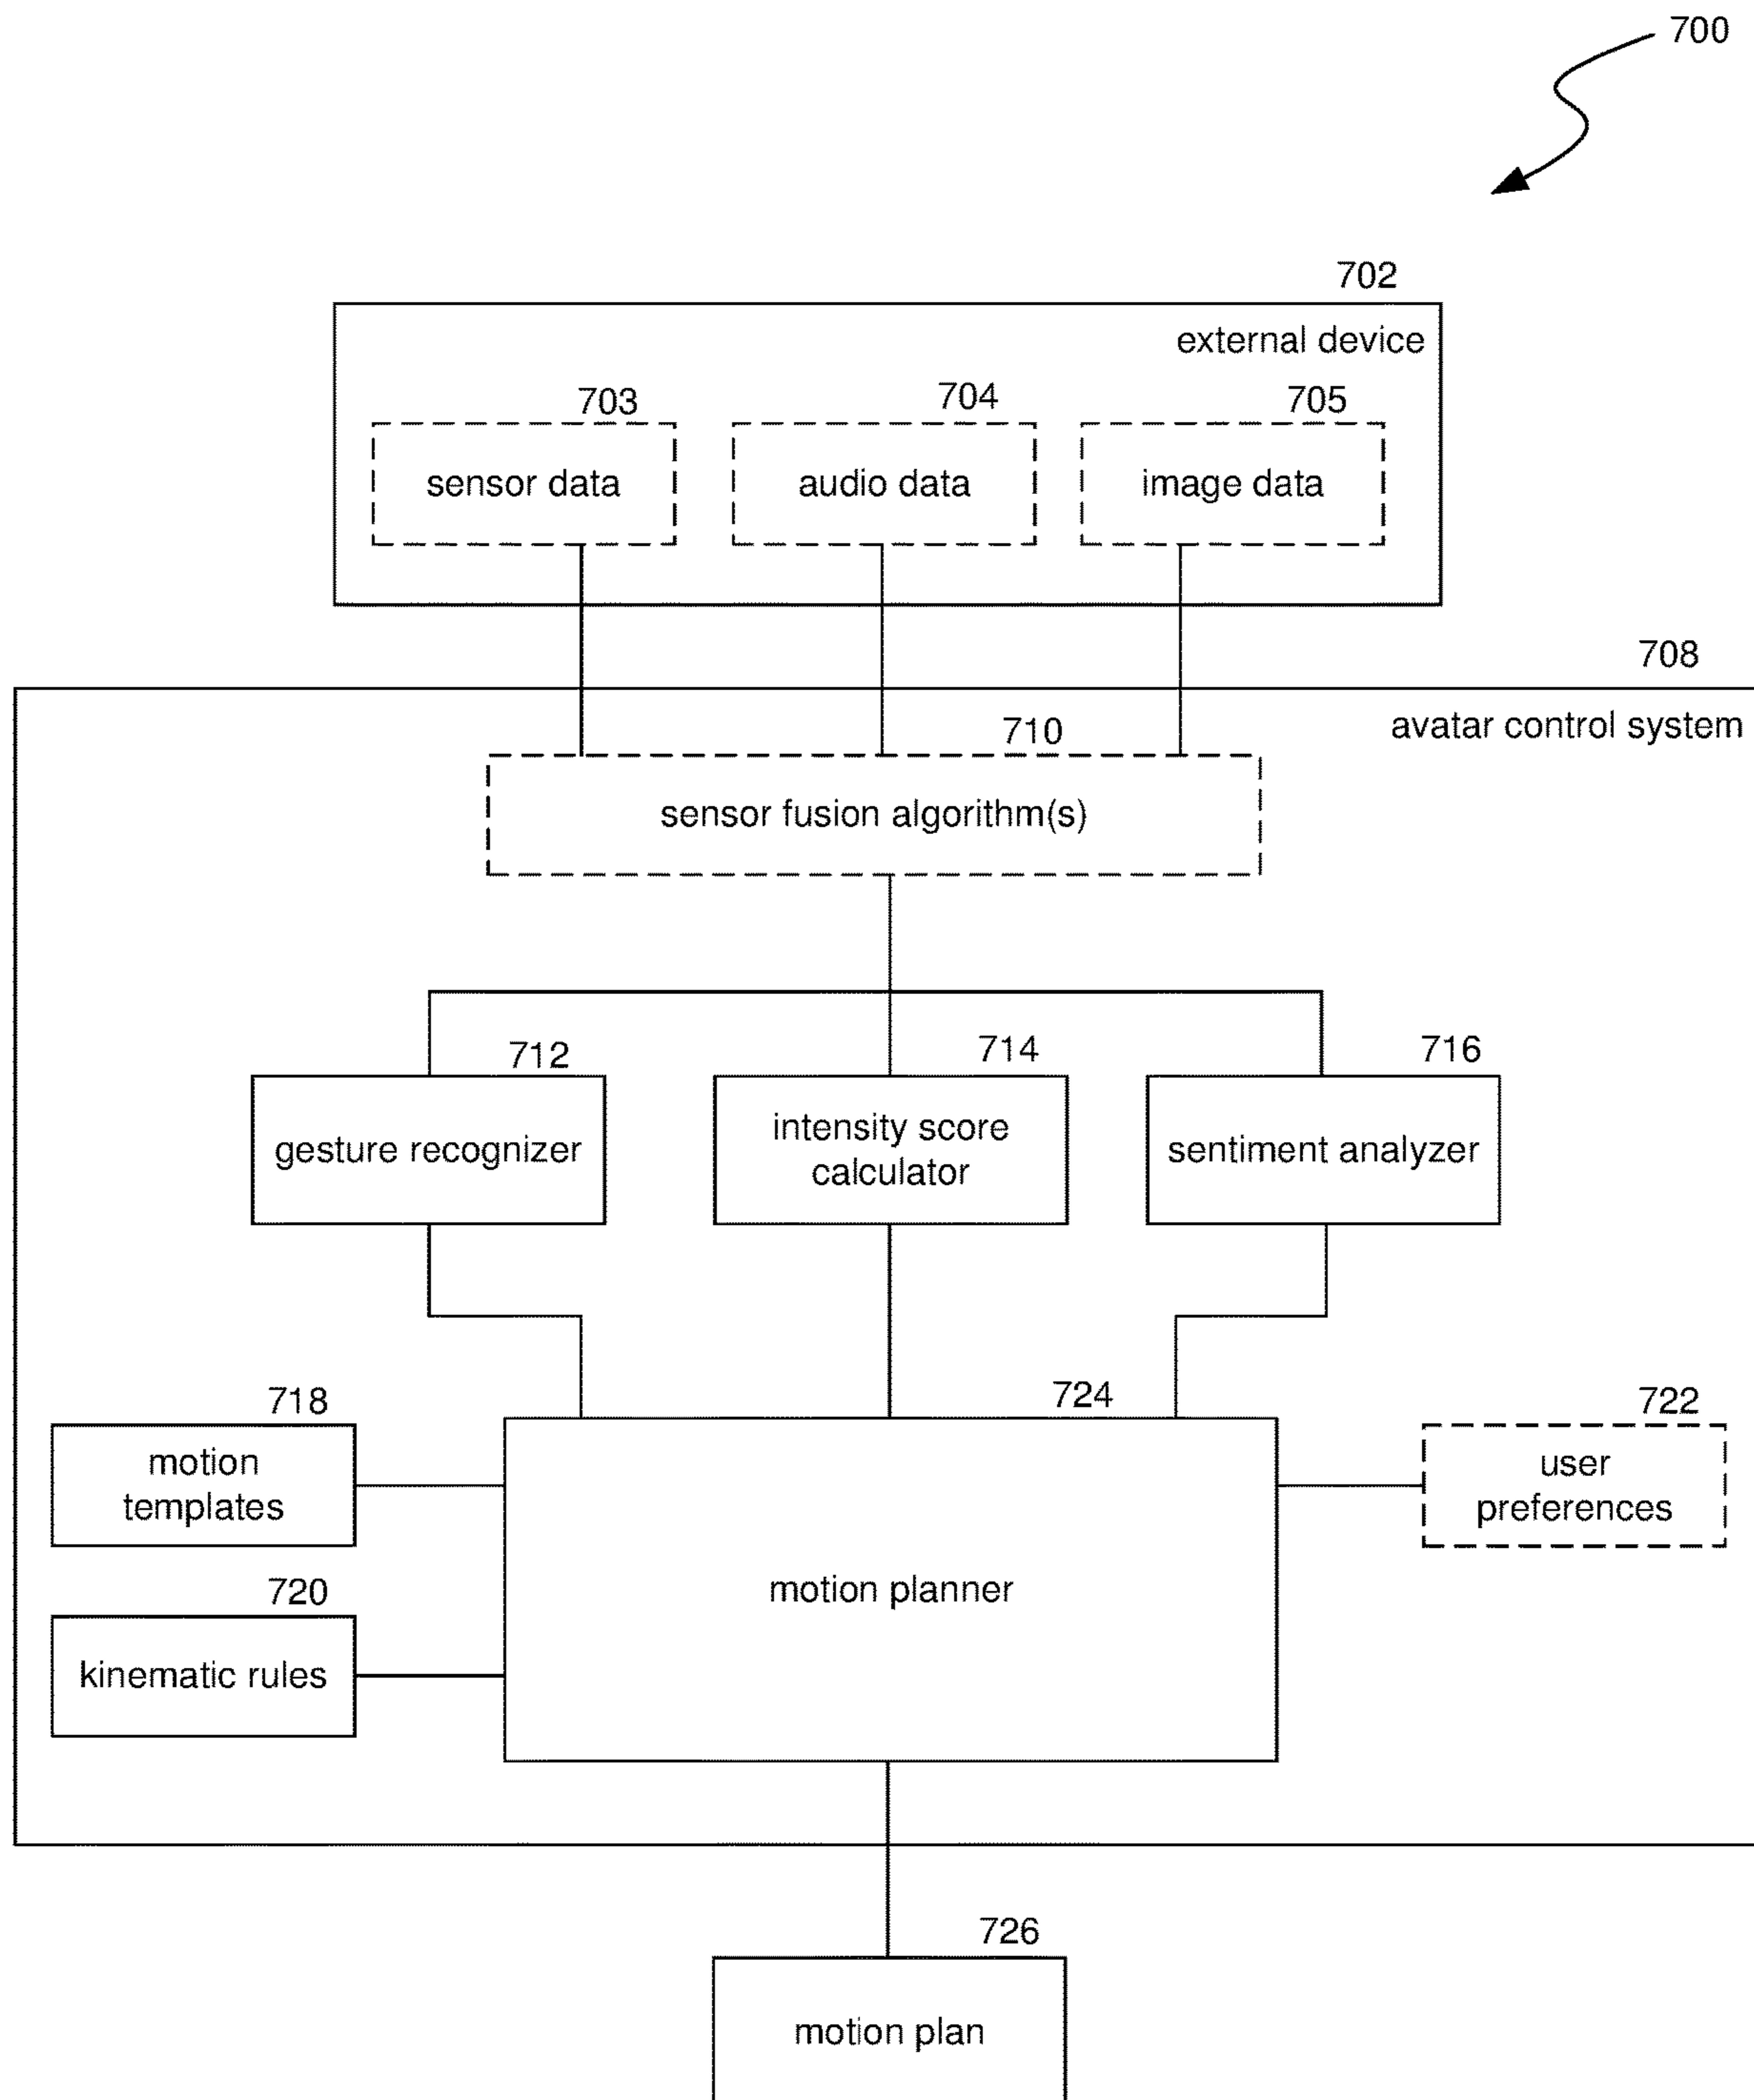 700
702
external device
703
704
705
sensor data
audio data
image data
708
avatar control system
710
sensor fusion algorithm(s)
712
714
716
gesture recognizer
intensity score
calculator
sentiment analyzer
718
724
722
motion
templates
user
preferences
motion planner
720
kinematic rules
726
motion plan